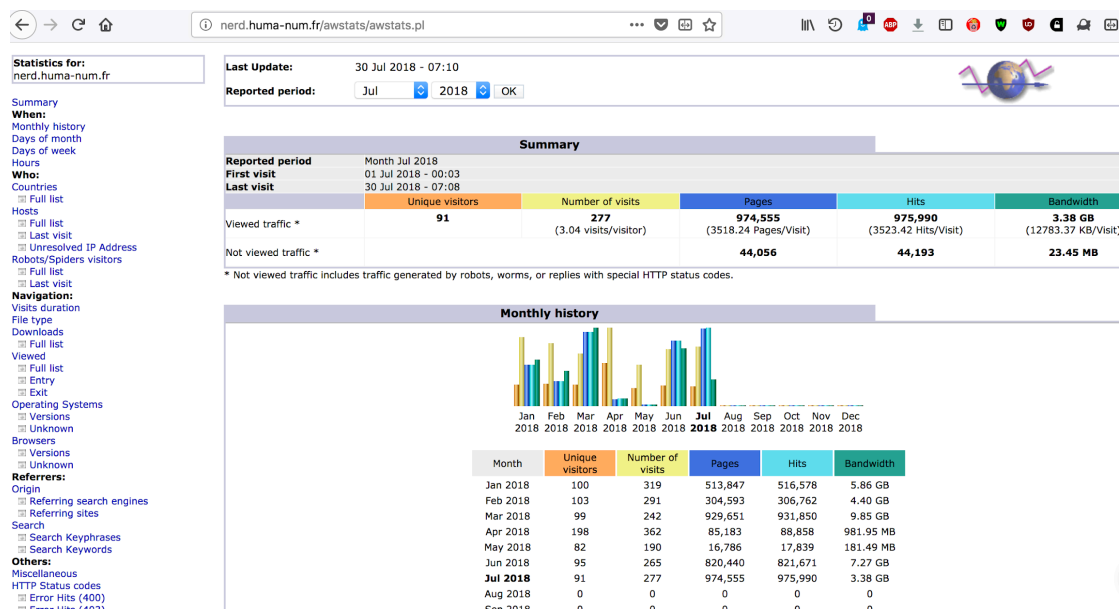 nerd.huma-num.fr/awstats/awstats.pl
0
ABP
Statistics for:
nerd.huma-num.fr
Summary
When:
Monthly history
Days of month
Days of week
Hours
Who:
Countries
Full list
Hosts
Full list
Last visit
Unresolved IP Address
Robots/Spiders visitors
Full list
Last visit
Navigation:
Visits duration
File type
Downloads
Full list
Viewed
Full list
Entry
Exit
Operating Systems
Versions
Unknown
Browsers
Versions
Unknown
Referrers:
Origin
Referring search engines
Referring sites
Search
Search Keyphrases
Search Keywords
Others:
Miscellaneous
HTTP Status codes
Error Hits (400)
Error Hits (403)
Last Update: 30 Jul 2018 - 07:10
Reported period: Jul 2018 OK
Summary
Reported period Month Jul 2018
First visit 01 Jul 2018 - 00:03
Last visit 30 Jul 2018 - 07:08
Unique visitors Number of visits Pages Hits Bandwidth
Viewed traffic * 91 277 974,555 975,990 3.38 GB
(3.04 visits/visitor) (3518.24 Pages/Visit) (3523.42 Hits/Visit) (12783.37 KB/Visit)
Not viewed traffic * 44,056 44,193 23.45 MB
* Not viewed traffic includes traffic generated by robots, worms, or replies with special HTTP status codes.
Monthly history
Jan Feb Mar Apr May Jun Jul Aug Sep Oct Nov Dec
2018 2018 2018 2018 2018 2018 2018 2018 2018 2018 2018 2018
Month Unique visitors Number of visits Pages Hits Bandwidth
Jan 2018 100 319 513,847 516,578 5.86 GB
Feb 2018 103 291 304,593 306,762 4.40 GB
Mar 2018 99 242 929,651 931,850 9.85 GB
Apr 2018 198 362 85,183 88,858 981.95 MB
May 2018 82 190 16,786 17,839 181.49 MB
Jun 2018 95 265 820,440 821,671 7.27 GB
Jul 2018 91 277 974,555 975,990 3.38 GB
Aug 2018 0 0 0 0 0
Sep 2018 0 0 0 0 0